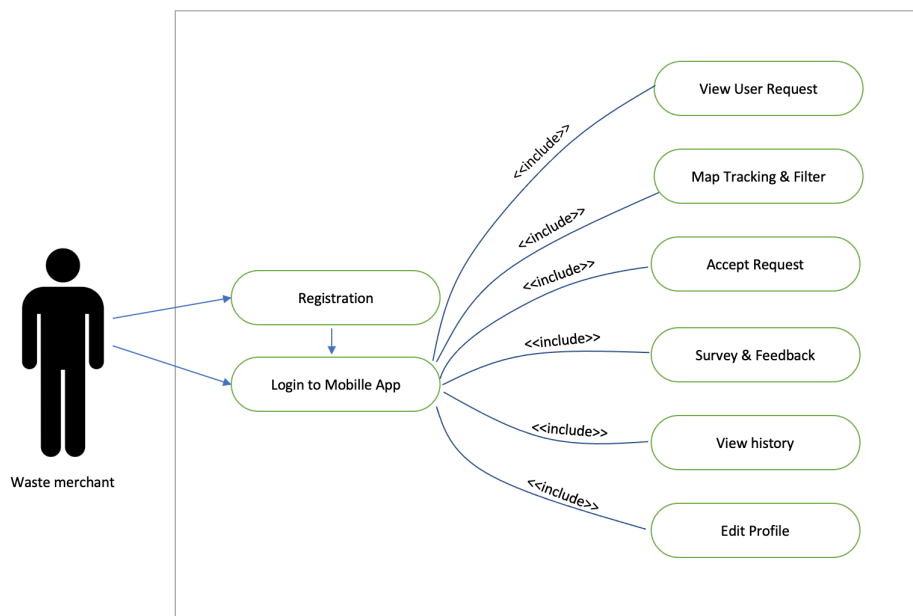 View User Request
<<include>>
Map Tracking & Filter
<<include>>
Accept Request
<<include>>
Registration
Survey & Feedback
<<include>>
Login to Mobille App
View history
<<include>>
Waste merchant
Edit Profile
<<include>>